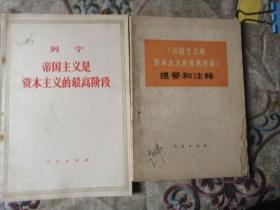 列宁
帝国主义是
资本主义的最高阶段
人民出版社
《帝国主义是
资本主义的最高阶段》
提要和注释
人民出版社